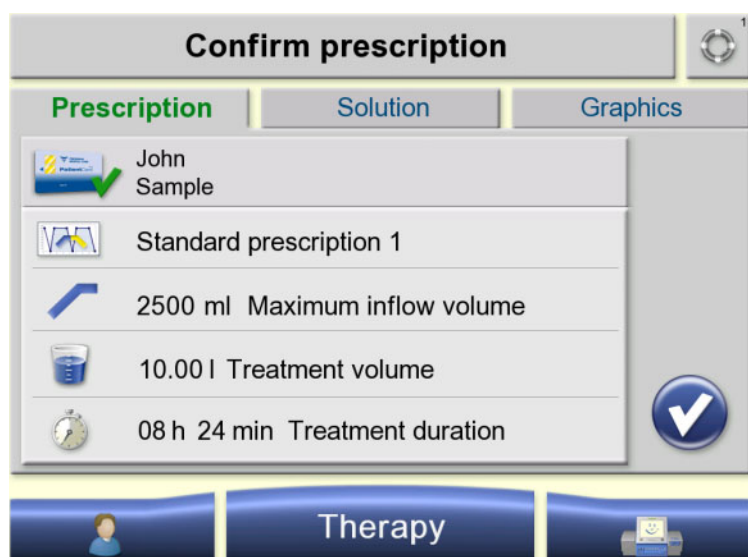 Confirm prescription
1
Prescription
Solution
Graphics
John
Sample
Standard prescription 1
2500 ml Maximum inflow volume
10.00 l Treatment volume
08 h 24 min Treatment duration
Therapy